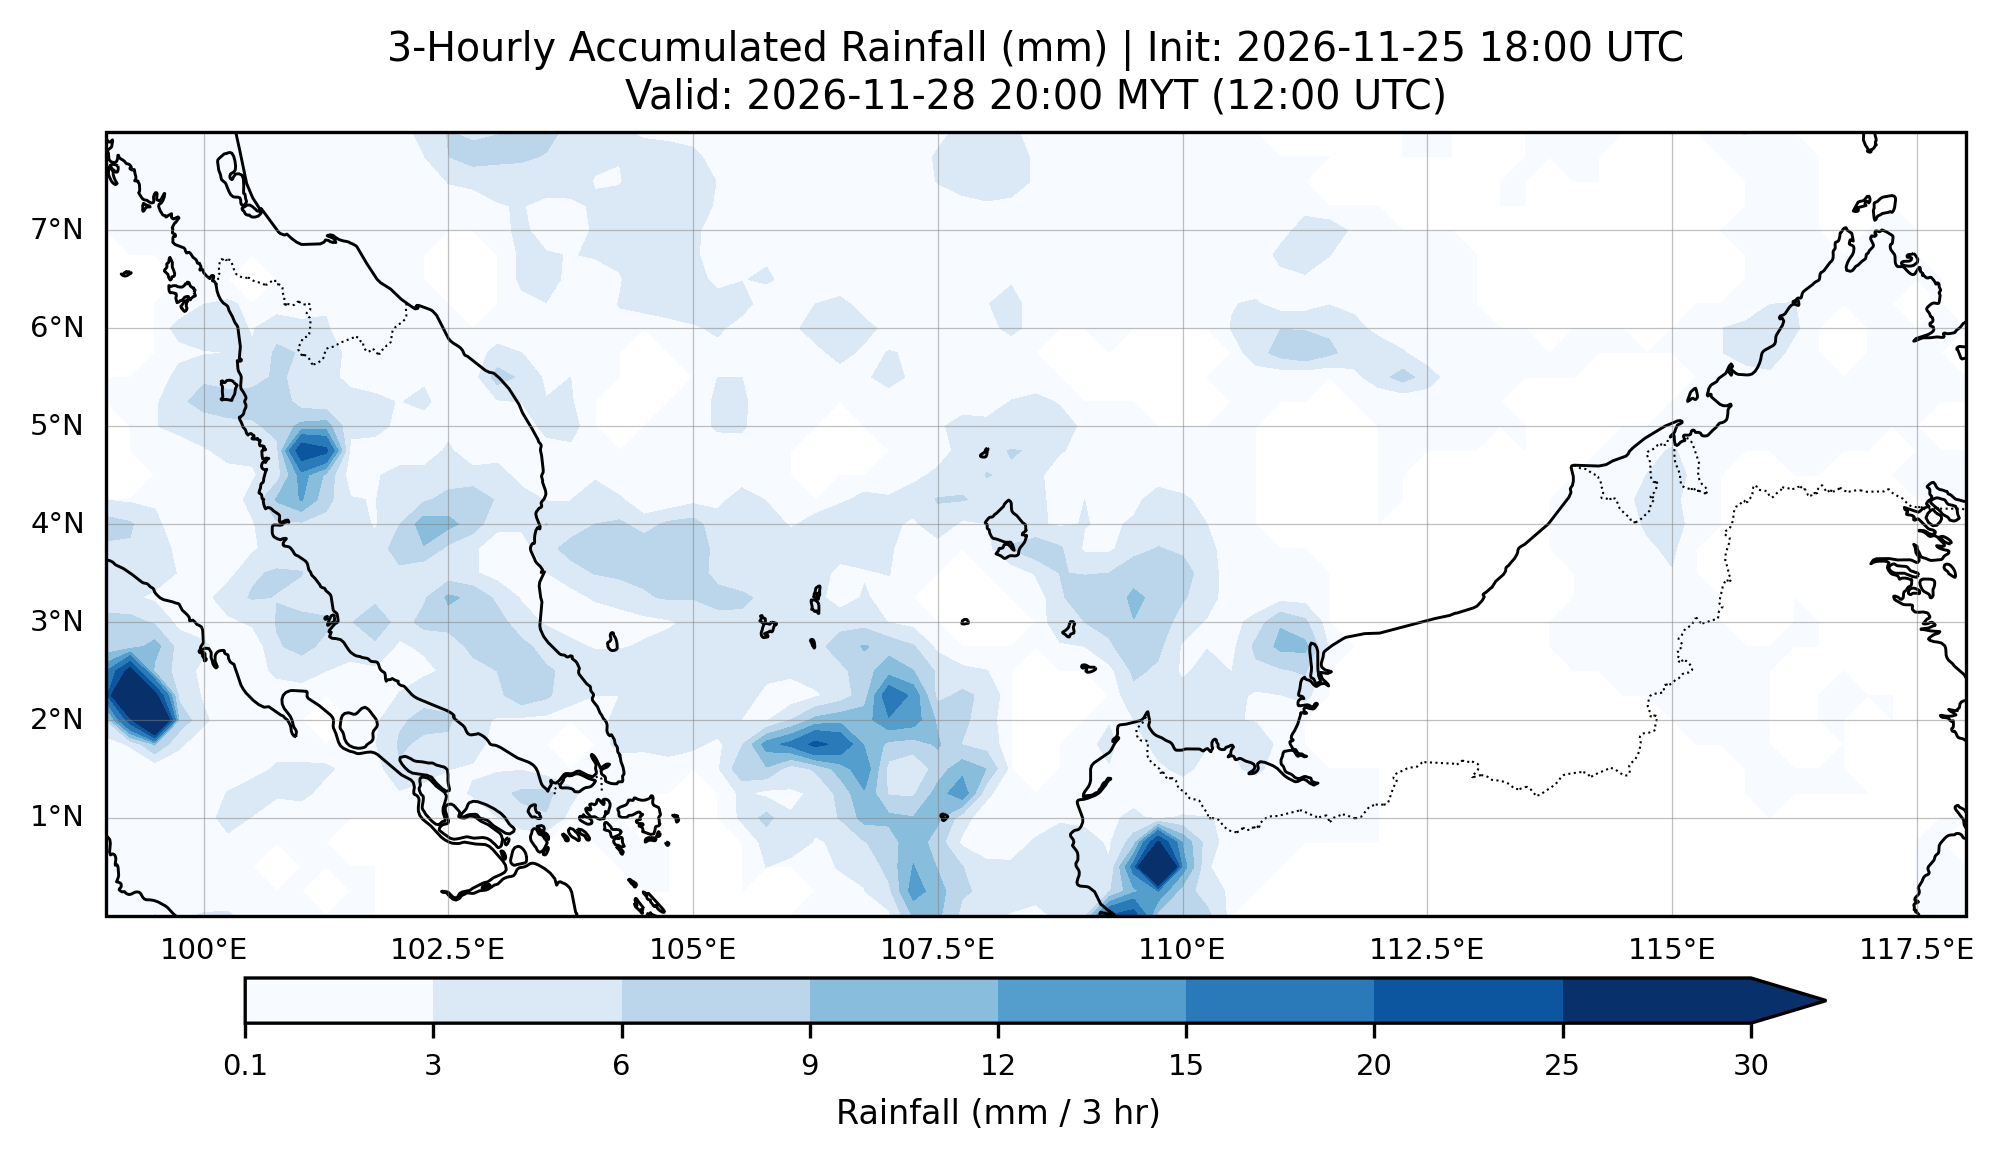 3-Hourly Accumulated Rainfall (mm) | Init: 2026-11-25 18:00 UTC
Valid: 2026-11-28 20:00 MYT (12:00 UTC)
7°N
6°N
5°N
4°N
3°N
2°N
1°N
100°E 102.5°E 105°E 107.5°E 110°E 112.5°E 115°E 117.5°E
0.1 3 6 9 12 15 20 25 30
Rainfall (mm / 3 hr)